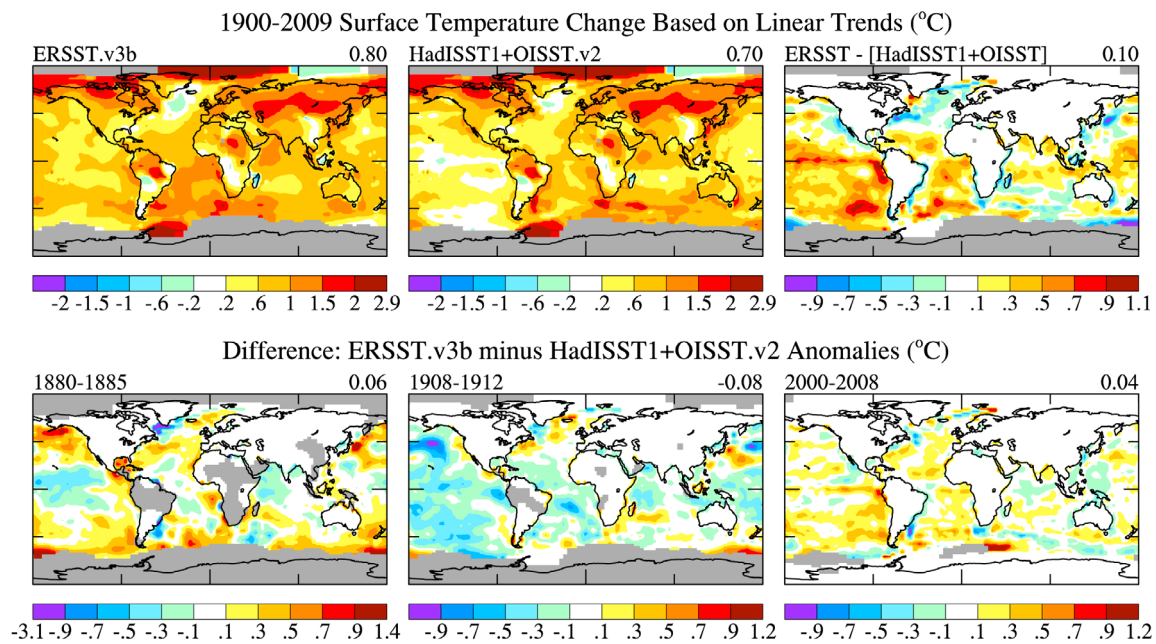 1900-2009 Surface Temperature Change Based on Linear Trends (°C)
ERSST.v3b 0.80 HadISST1+OISST.v2 0.70 ERSST - [HadISST1+OISST] 0.10
-2 -1.5 -1 -.6 -.2 .2 .6 1 1.5 2 2.9 -2 -1.5 -1 -.6 -.2 .2 .6 1 1.5 2 2.9 -.9 -.7 -.5 -.3 -.1 .1 .3 .5 .7 .9 1.1
Difference: ERSST.v3b minus HadISST1+OISST.v2 Anomalies (°C)
1880-1885 0.06 1908-1912 -0.08 2000-2008 0.04
-3.1 -.9 -.7 -.5 -.3 -.1 .1 .3 .5 .7 .9 1.4 -.9 -.7 -.5 -.3 -.1 .1 .3 .5 .7 .9 1.2 -.9 -.7 -.5 -.3 -.1 .1 .3 .5 .7 .9 1.2